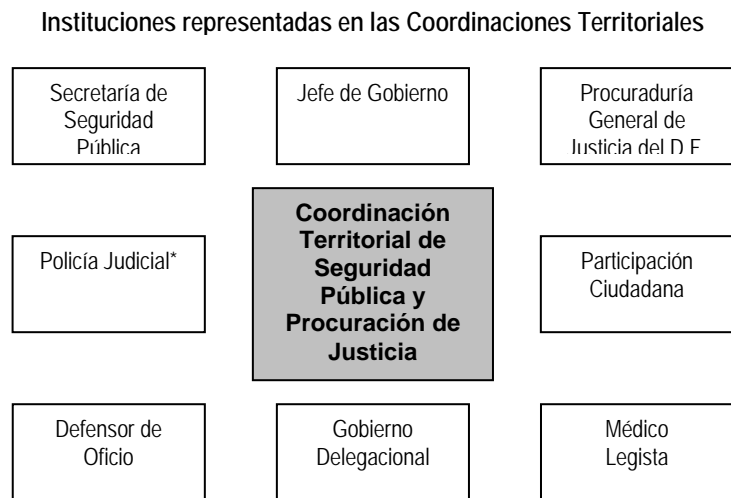 Instituciones representadas en las Coordinaciones Territoriales
Secretaría de
Seguridad
Pública
Jefe de Gobierno
Procuraduría
General de
Justicia del D.F.
Policía Judicial*
Coordinación
Territorial de
Seguridad
Pública y
Procuración de
Justicia
Participación
Ciudadana
Defensor de
Oficio
Gobierno
Delegacional
Médico
Legista